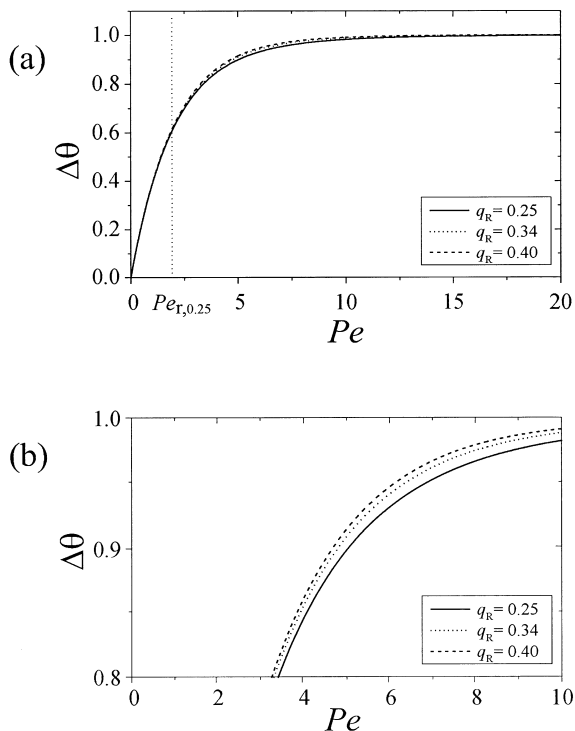 (a)
Δθ
1.0
0.8
0.6
0.4
0.2
0.0
q_R= 0.25
q_R= 0.34
q_R= 0.40
0 Pe_r,0.25 5 10 15 20
Pe
(b)
Δθ
1.0
0.9
0.8
q_R= 0.25
q_R= 0.34
q_R= 0.40
0 2 4 6 8 10
Pe